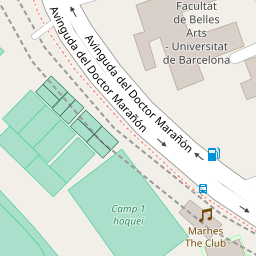 Facultat
de Belles
Arts
- Universitat
de Barcelona
Avinguda del Doctor Marañón
Avinguda del Doctor Marañón
Camp 1
hoquei
Marnes
The Club